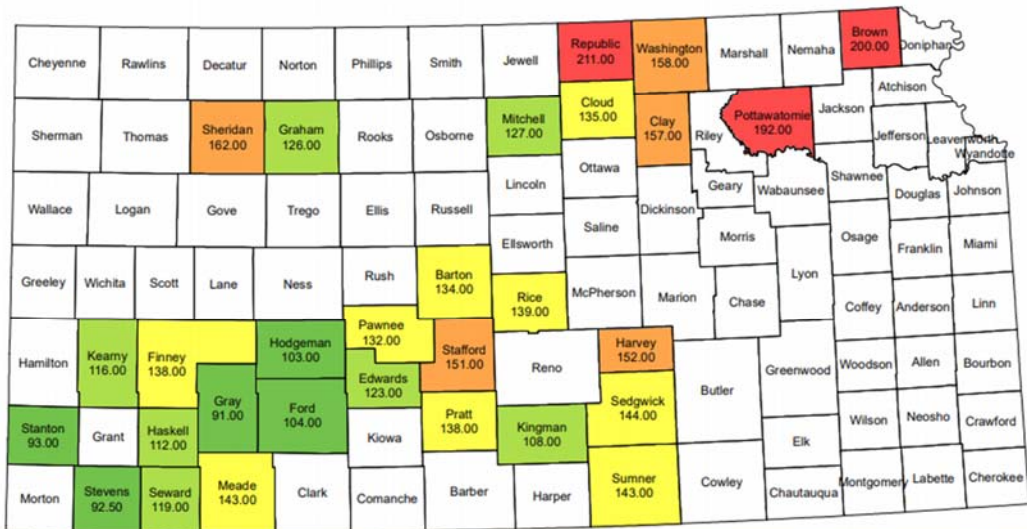 Cheyenne
Rawlins
Decatur
Norton
Phillips
Smith
Jewell
Republic
211.00
Washington
158.00
Marshall
Nemaha
Brown
200.00
Doniphan
Sherman
Thomas
Sheridan
162.00
Graham
126.00
Rooks
Osborne
Mitchell
127.00
Cloud
135.00
Clay
157.00
Riley
Pottawatomie
192.00
Jackson
Atchison
Jefferson
Leavenworth
Wyandotte
Wallace
Logan
Gove
Trego
Ellis
Russell
Lincoln
Ottawa
Saline
Dickinson
Geary
Wabaunsee
Shawnee
Douglas
Johnson
Greeley
Wichita
Scott
Lane
Ness
Rush
Barton
134.00
Ellsworth
Rice
139.00
McPherson
Marion
Morris
Chase
Lyon
Osage
Franklin
Miami
Coffey
Anderson
Linn
Hamilton
Kearny
116.00
Finney
138.00
Hodgeman
103.00
Pawnee
132.00
Edwards
123.00
Stafford
151.00
Reno
Harvey
152.00
Butler
Greenwood
Woodson
Allen
Bourbon
Stanton
93.00
Grant
Haskell
112.00
Gray
91.00
Ford
104.00
Kiowa
Pratt
138.00
Kingman
108.00
Sedgwick
144.00
Elk
Wilson
Neosho
Crawford
Morton
Stevens
92.50
Seward
119.00
Meade
143.00
Clark
Comanche
Barber
Harper
Sumner
143.00
Cowley
Chautauqua
Montgomery
Labette
Cherokee